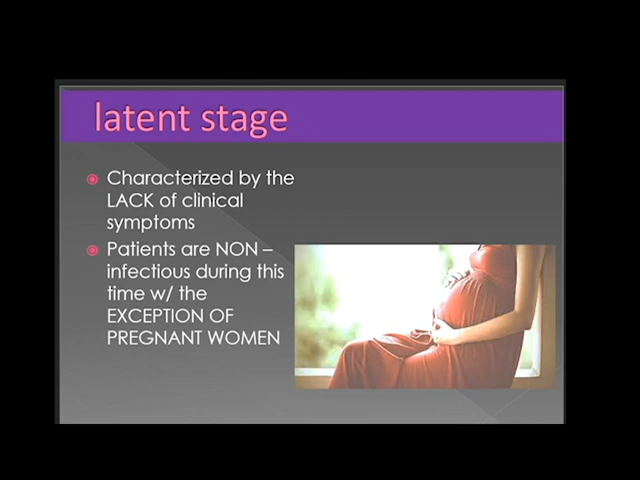 latent stage
Characterized by the
LACK of clinical
symptoms
Patients are NON –
infectious during this
time w/ the
EXCEPTION OF
PREGNANT WOMEN